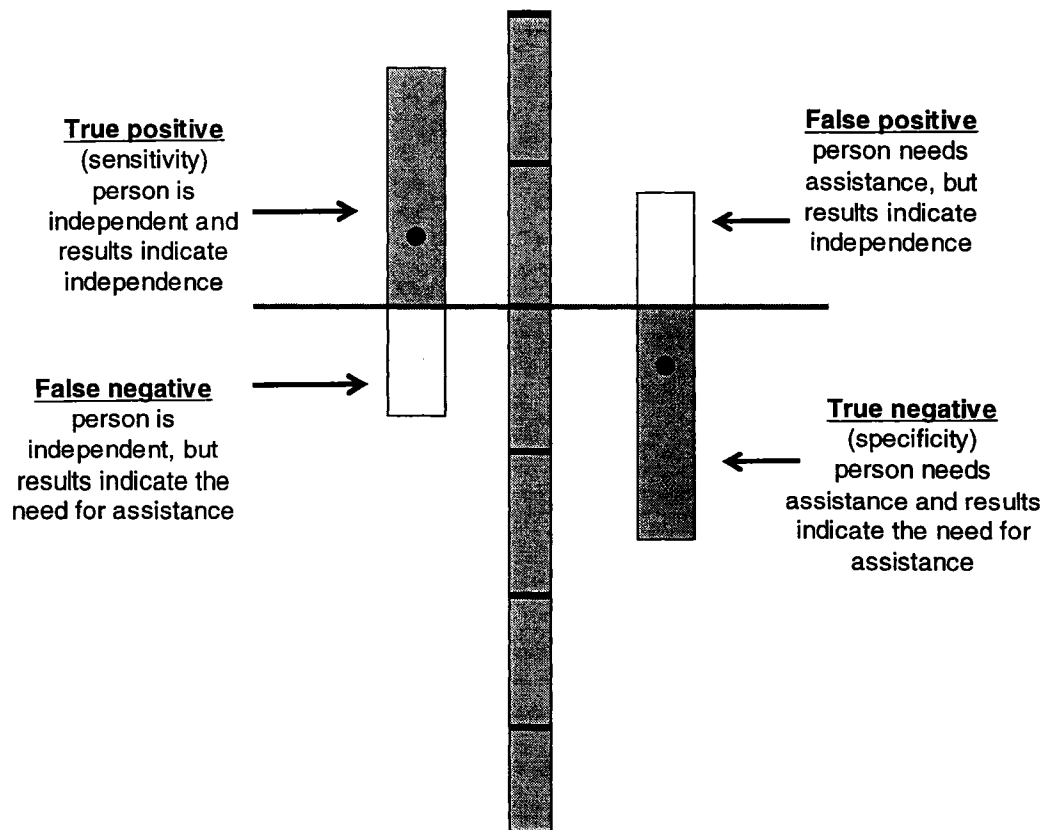 True positive
(sensitivity)
person is
independent and
results indicate
independence
False negative
person is
independent, but
results indicate the
need for assistance
False positive
person needs
assistance, but
results indicate
independence
True negative
(specificity)
person needs
assistance and results
indicate the need for
assistance